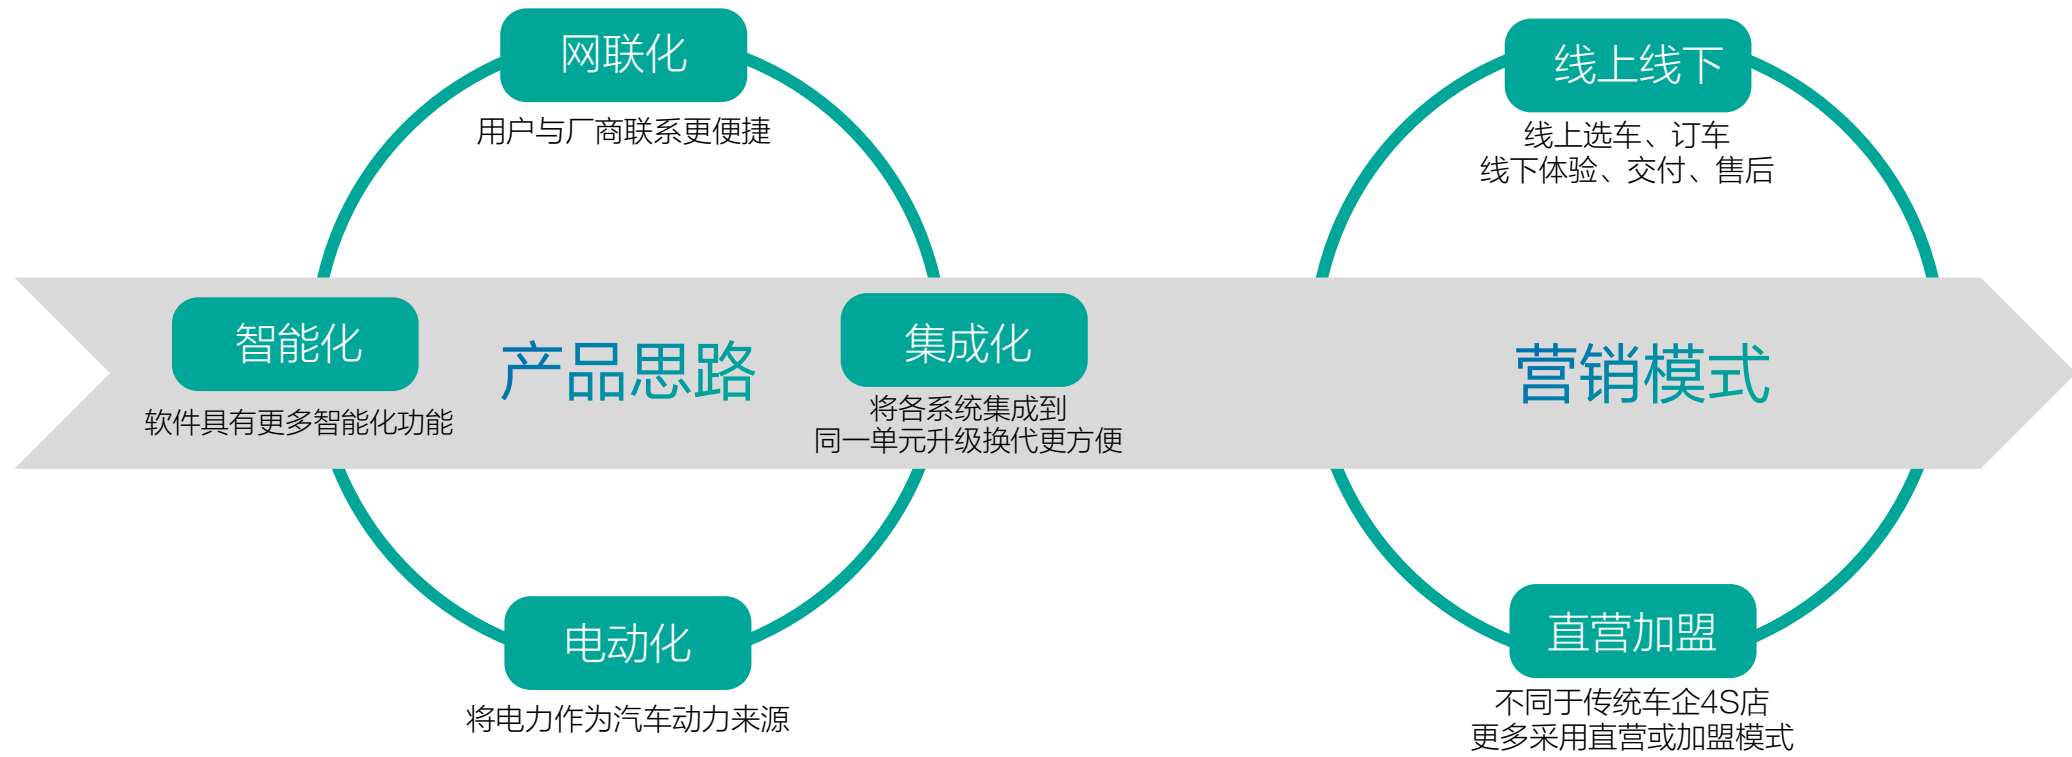 网联化
用户与厂商联系更便捷
智能化
软件具有更多智能化功能
产品思路
集成化
将各系统集成到
同一单元升级换代更方便
电动化
将电力作为汽车动力来源
线上线下
线上选车、订车
线下体验、交付、售后
营销模式
直营加盟
不同于传统车企4S店
更多采用直营或加盟模式